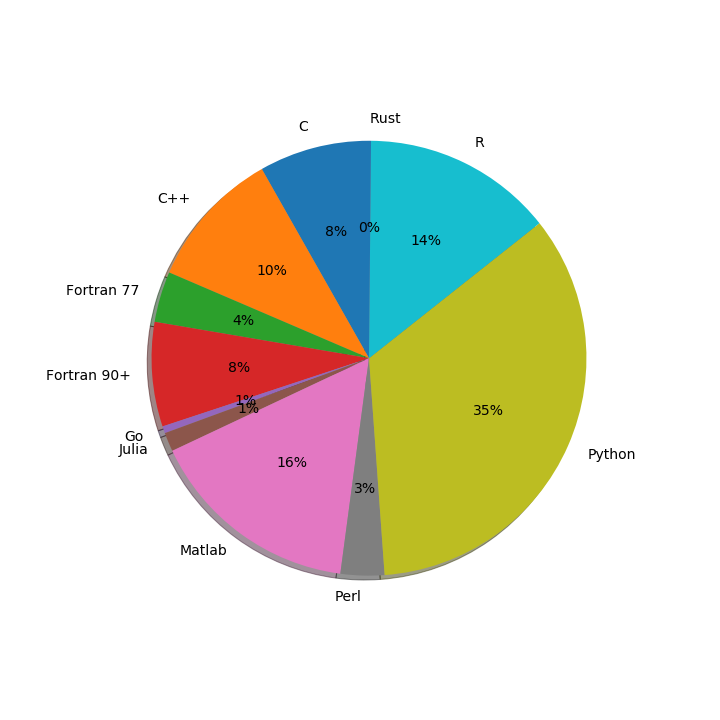 Rust
C
R
C++
8%
0%
14%
10%
Fortran 77
4%
Fortran 90+
8%
1%
1%
35%
Go
Julia
Python
16%
3%
Matlab
Perl